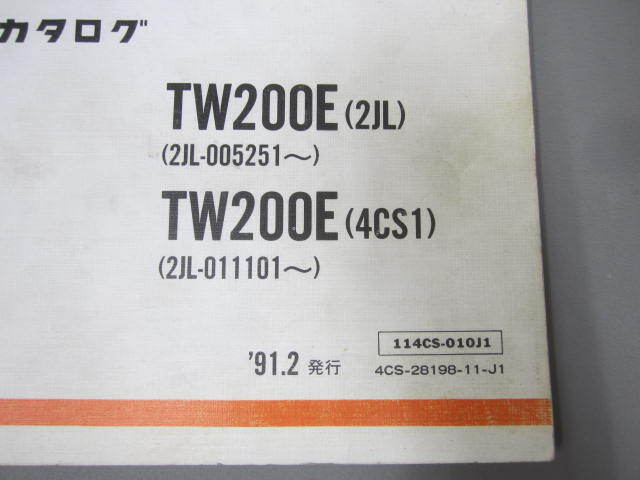 カタログ
TW200E(2JL)
(2JL-005251～)
TW200E(4CS1)
(2JL-011101～)
114CS-010J1
'91.2 発行
4CS-28198-11-J1